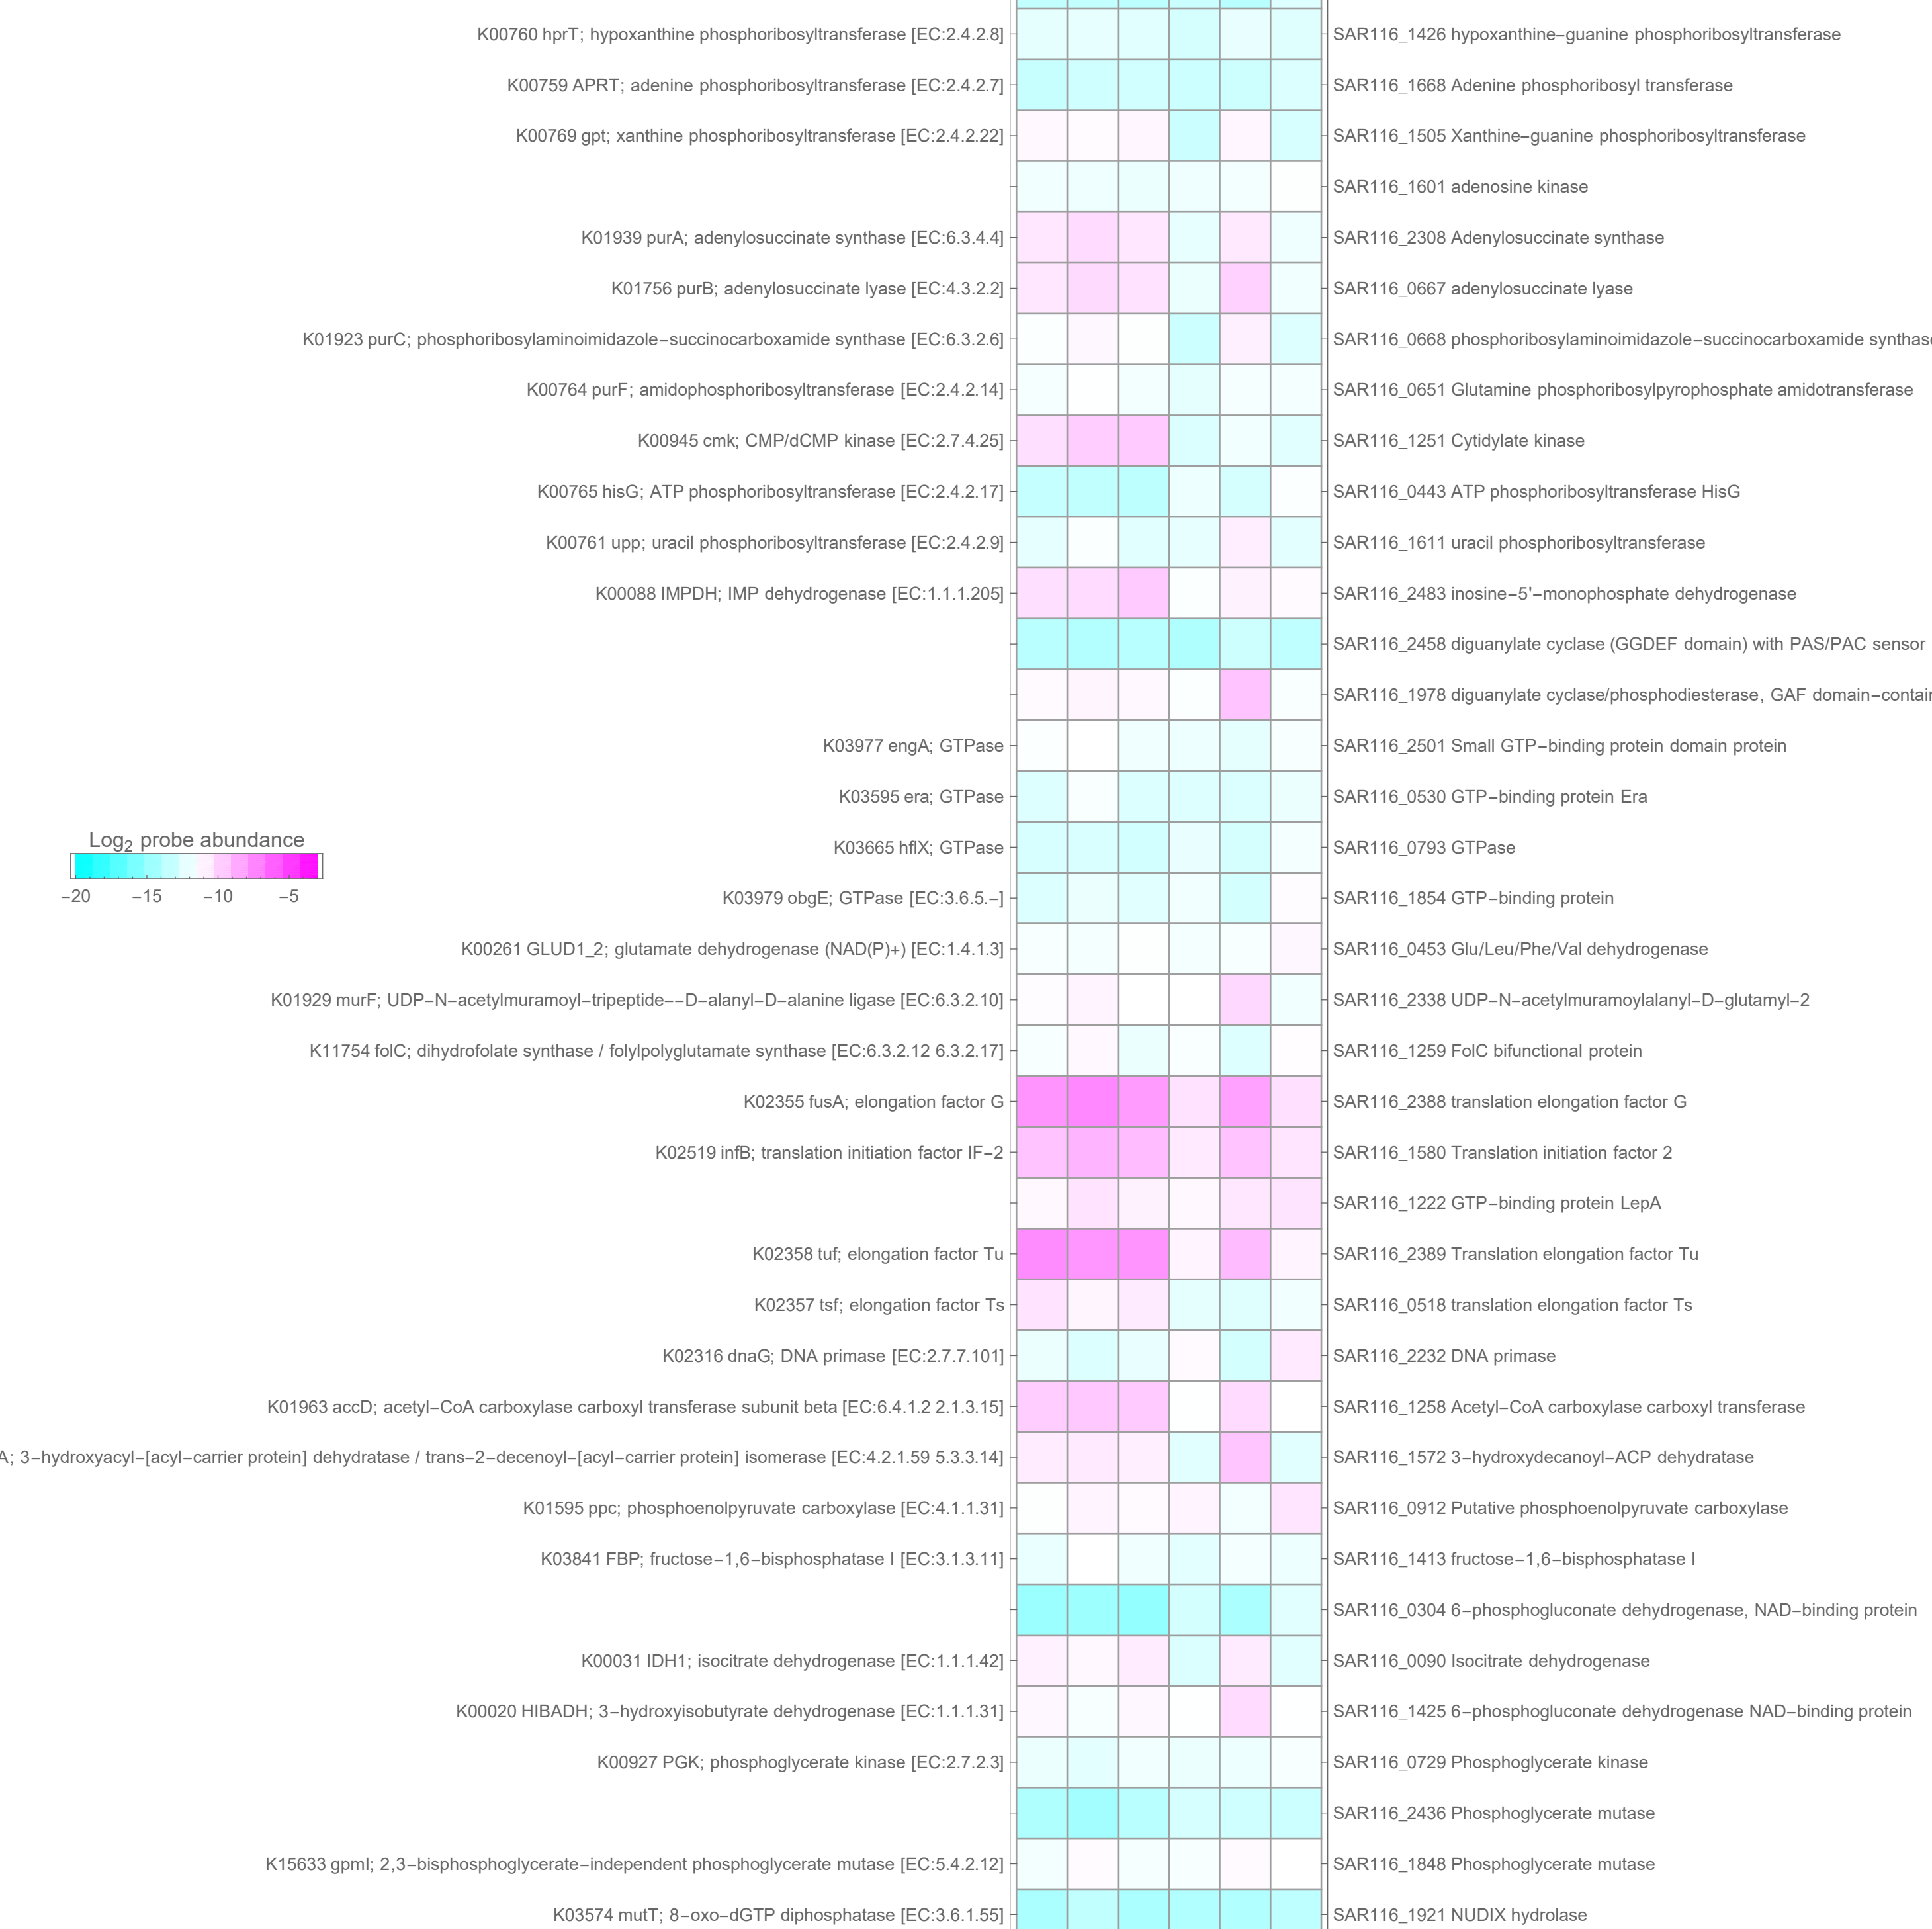 K00760 hprT; hypoxanthine phosphoribosyltransferase [EC:2.4.2.8] SAR116_1426 hypoxanthine−guanine phosphoribosyltransferase
K00759 APRT; adenine phosphoribosyltransferase [EC:2.4.2.7] SAR116_1668 Adenine phosphoribosyl transferase
K00769 gpt; xanthine phosphoribosyltransferase [EC:2.4.2.22] SAR116_1505 Xanthine−guanine phosphoribosyltransferase
SAR116_1601 adenosine kinase
K01939 purA; adenylosuccinate synthase [EC:6.3.4.4] SAR116_2308 Adenylosuccinate synthase
K01756 purB; adenylosuccinate lyase [EC:4.3.2.2] SAR116_0667 adenylosuccinate lyase
K01923 purC; phosphoribosylaminoimidazole−succinocarboxamide synthase [EC:6.3.2.6] SAR116_0668 phosphoribosylaminoimidazole−succinocarboxamide synthase
K00764 purF; amidophosphoribosyltransferase [EC:2.4.2.14] SAR116_0651 Glutamine phosphoribosylpyrophosphate amidotransferase
K00945 cmk; CMP/dCMP kinase [EC:2.7.4.25] SAR116_1251 Cytidylate kinase
K00765 hisG; ATP phosphoribosyltransferase [EC:2.4.2.17] SAR116_0443 ATP phosphoribosyltransferase HisG
K00761 upp; uracil phosphoribosyltransferase [EC:2.4.2.9] SAR116_1611 uracil phosphoribosyltransferase
K00088 IMPDH; IMP dehydrogenase [EC:1.1.1.205] SAR116_2483 inosine−5'−monophosphate dehydrogenase
SAR116_2458 diguanylate cyclase (GGDEF domain) with PAS/PAC sensor
SAR116_1978 diguanylate cyclase/phosphodiesterase, GAF domain−contain
K03977 engA; GTPase SAR116_2501 Small GTP−binding protein domain protein
K03595 era; GTPase SAR116_0530 GTP−binding protein Era
Log2 probe abundance
K03665 hflX; GTPase SAR116_0793 GTPase
−20 −15 −10 −5
K03979 obgE; GTPase [EC:3.6.5.−] SAR116_1854 GTP−binding protein
K00261 GLUD1_2; glutamate dehydrogenase (NAD(P)+) [EC:1.4.1.3] SAR116_0453 Glu/Leu/Phe/Val dehydrogenase
K01929 murF; UDP−N−acetylmuramoyl−tripeptide−−D−alanyl−D−alanine ligase [EC:6.3.2.10] SAR116_2338 UDP−N−acetylmuramoylalanyl−D−glutamyl−2
K11754 folC; dihydrofolate synthase / folylpolyglutamate synthase [EC:6.3.2.12 6.3.2.17] SAR116_1259 FolC bifunctional protein
K02355 fusA; elongation factor G SAR116_2388 translation elongation factor G
K02519 infB; translation initiation factor IF−2 SAR116_1580 Translation initiation factor 2
SAR116_1222 GTP−binding protein LepA
K02358 tuf; elongation factor Tu SAR116_2389 Translation elongation factor Tu
K02357 tsf; elongation factor Ts SAR116_0518 translation elongation factor Ts
K02316 dnaG; DNA primase [EC:2.7.7.101] SAR116_2232 DNA primase
K01963 accD; acetyl−CoA carboxylase carboxyl transferase subunit beta [EC:6.4.1.2 2.1.3.15] SAR116_1258 Acetyl−CoA carboxylase carboxyl transferase
A; 3−hydroxyacyl−[acyl−carrier protein] dehydratase / trans−2−decenoyl−[acyl−carrier protein] isomerase [EC:4.2.1.59 5.3.3.14] SAR116_1572 3−hydroxydecanoyl−ACP dehydratase
K01595 ppc; phosphoenolpyruvate carboxylase [EC:4.1.1.31] SAR116_0912 Putative phosphoenolpyruvate carboxylase
K03841 FBP; fructose−1,6−bisphosphatase I [EC:3.1.3.11] SAR116_1413 fructose−1,6−bisphosphatase I
SAR116_0304 6−phosphogluconate dehydrogenase, NAD−binding protein
K00031 IDH1; isocitrate dehydrogenase [EC:1.1.1.42] SAR116_0090 Isocitrate dehydrogenase
K00020 HIBADH; 3−hydroxyisobutyrate dehydrogenase [EC:1.1.1.31] SAR116_1425 6−phosphogluconate dehydrogenase NAD−binding protein
K00927 PGK; phosphoglycerate kinase [EC:2.7.2.3] SAR116_0729 Phosphoglycerate kinase
SAR116_2436 Phosphoglycerate mutase
K15633 gpmI; 2,3−bisphosphoglycerate−independent phosphoglycerate mutase [EC:5.4.2.12] SAR116_1848 Phosphoglycerate mutase
K03574 mutT; 8−oxo−dGTP diphosphatase [EC:3.6.1.55] SAR116_1921 NUDIX hydrolase